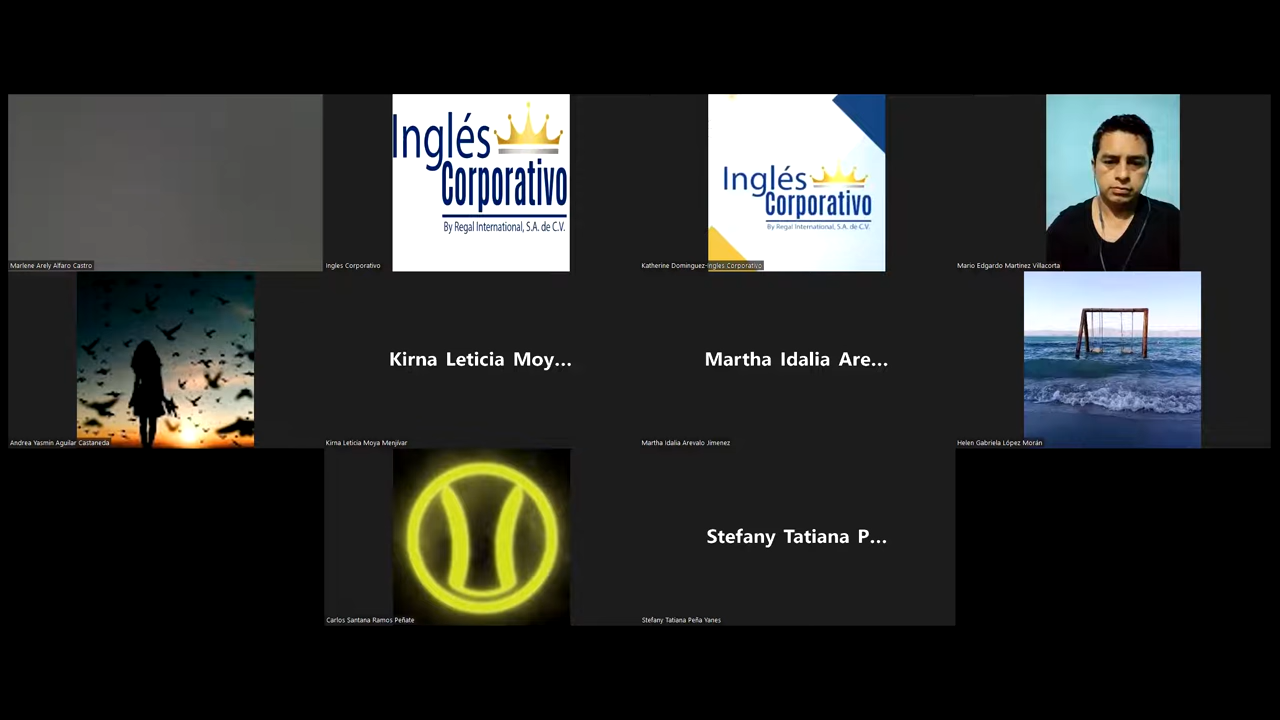 Inglés
Corporativo
By Regal International, S.A. de C.V.
Inglés
Corporativo
By Regal International, S.A. de C.V.
Marlene Arely Alfaro Castro
Ingles Corporativo
Katherine Dominguez-Ingles Corporativo
Mario Edgardo Martinez Villacorta
Kirna Leticia Moy...
Martha Idalia Are...
Andrea Yasmin Aguilar Castaneda
Kirna Leticia Moya Menjívar
Martha Idalia Arevalo Jimenez
Helen Gabriela López Morán
Stefany Tatiana P...
Carlos Santana Ramos Peñate
Stefany Tatiana Peña Yanes